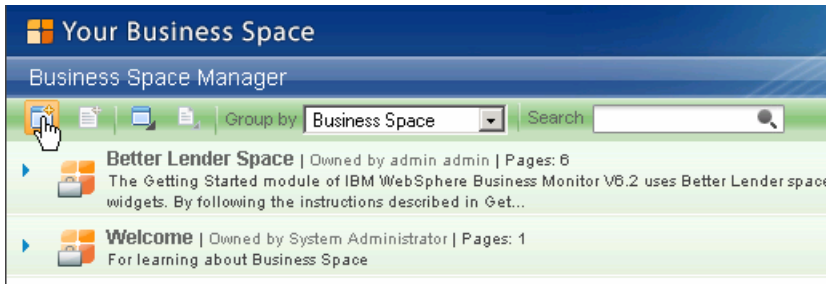 Your Business Space
Business Space Manager
Group by Business Space Search
Better Lender Space | Owned by admin admin | Pages: 6
The Getting Started module of IBM WebSphere Business Monitor V6.2 uses Better Lender space
widgets. By following the instructions described in Get...
Welcome | Owned by System Administrator | Pages: 1
For learning about Business Space